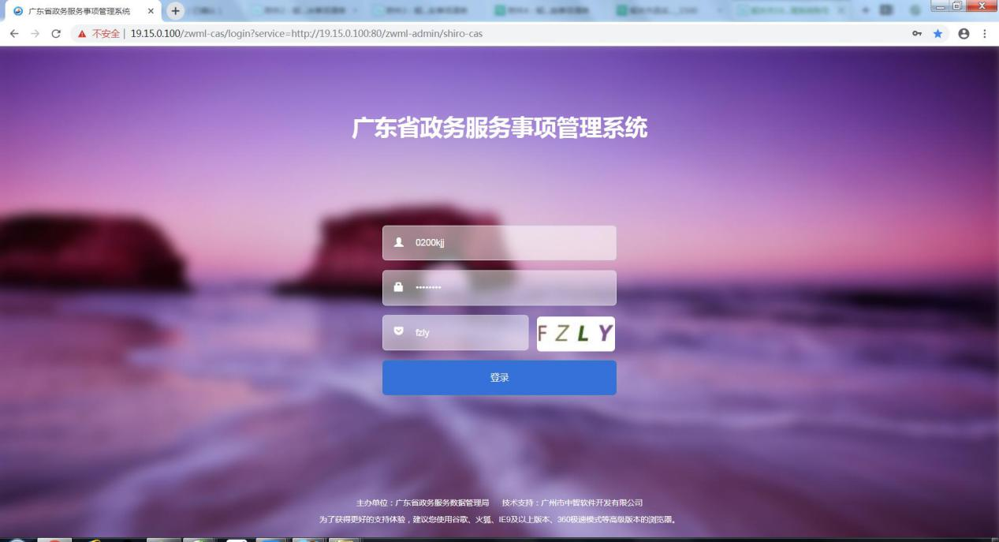 广东省政务服务事项管理系统
不安全 | 19.15.0.100/zwml-cas/login?service=http://19.15.0.100:80/zwml-admin/shiro-cas
广东省政务服务事项管理系统
0200kjj
••••••••
fzly
FZLY
登录
主办单位：广东省政务服务数据管理局 技术支持：广州市中智软件开发有限公司
为了获得更好的支持体验，建议您使用谷歌、火狐、IE9及以上版本、360极速模式等高级版本的浏览器。